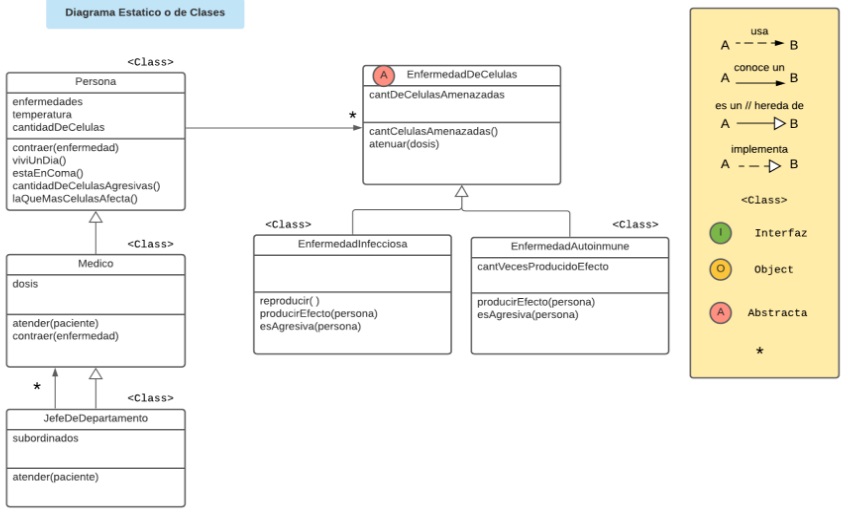 Diagrama Estatico o de Clases
<Class>
Persona
enfermedades
temperatura
cantidadDeCelulas
contraer(enfermedad)
viviUnDia()
estaEnComa()
cantidadDeCelulasAgresivas()
laQueMasCelulasAfecta()
*
A
EnfermedadDeCelulas
cantDeCelulasAmenazadas
cantCelulasAmenazadas()
atenuar(dosis)
<Class>
Medico
dosis
atender(paciente)
contraer(enfermedad)
*
<Class>
JefeDeDepartamento
subordinados
atender(paciente)
<Class>
EnfermedadInfecciosa
reproducir( )
producirEfecto(persona)
esAgresiva(persona)
<Class>
EnfermedadAutoinmune
cantVecesProducidoEfecto
producirEfecto(persona)
esAgresiva(persona)
usa
A B
conoce un
A B
es un // hereda de
A B
implementa
A B
<Class>
I Interfaz
O Object
A Abstracta
*